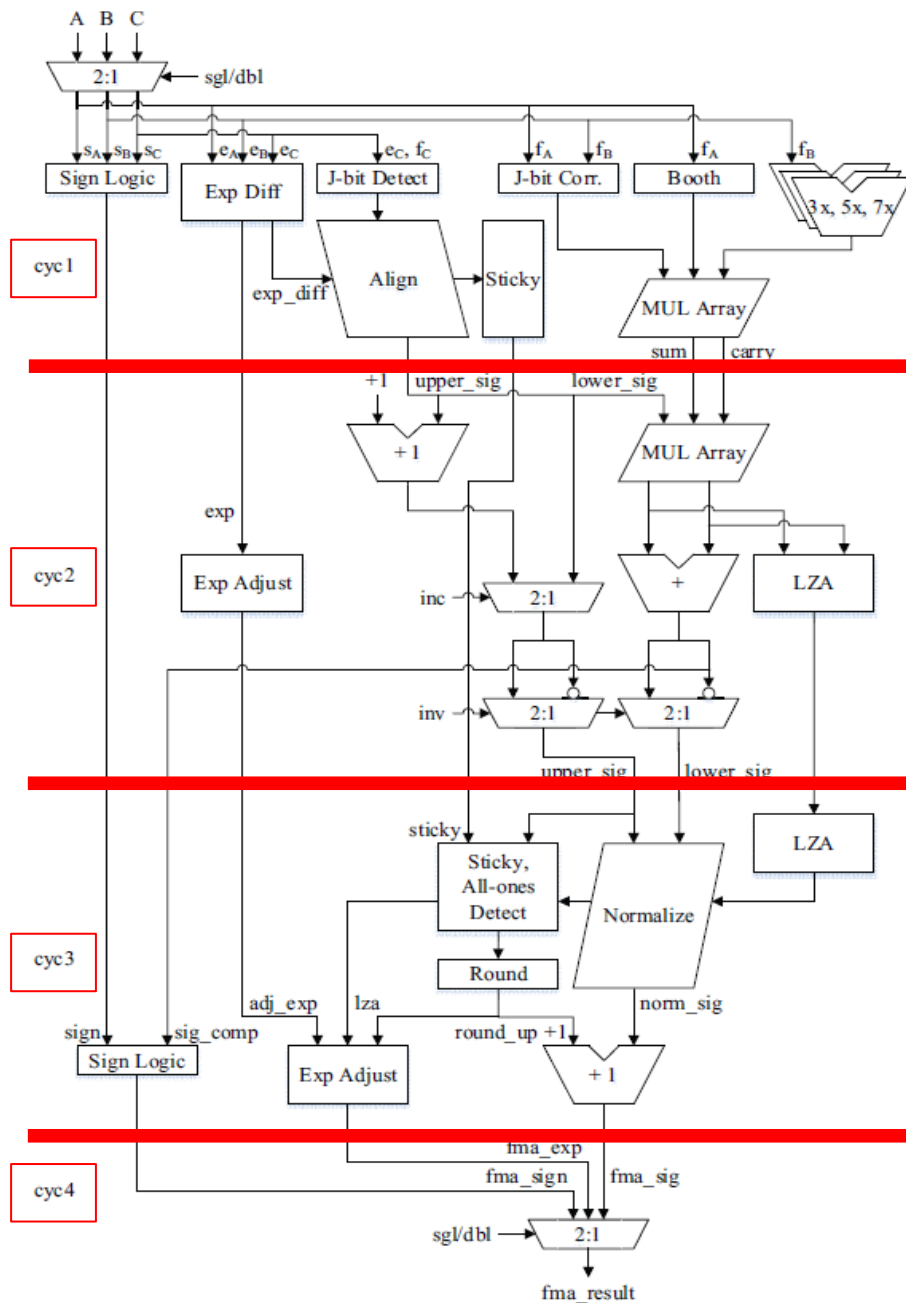 A B C
2:1
sgl/dbl
sA sB sC
eA eB eC
eC, fC
fA
fB
fA
fB
Sign Logic
Exp Diff
J-bit Detect
J-bit Corr.
Booth
3x, 5x, 7x
cyc1
exp_diff
Align
Sticky
MUL Array
sum
carry
+1
upper_sig
lower_sig
+ 1
MUL Array
exp
cyc2
Exp Adjust
inc
2:1
+
LZA
inv
2:1
2:1
upper_sig
lower_sig
sticky
LZA
Sticky,
All-ones
Detect
Normalize
cyc3
Round
adj_exp
lza
norm_sig
sign
sig_comp
round_up +1
Sign Logic
Exp Adjust
+ 1
fma_exp
cyc4
fma_sign
fma_sig
sgl/dbl
2:1
fma_result